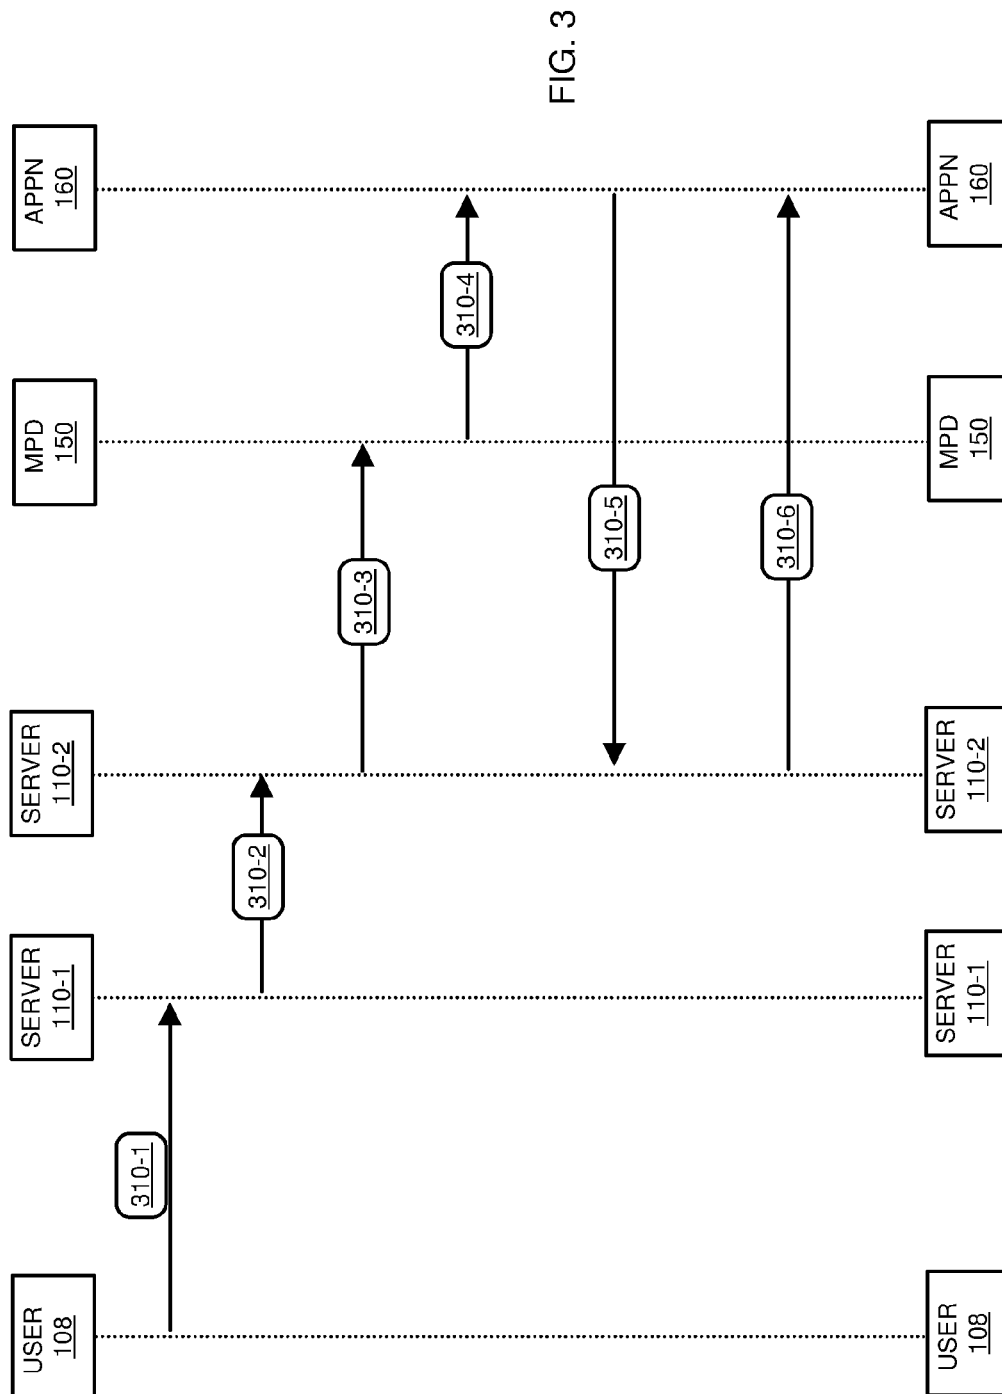 USER
108
SERVER
110-1
SERVER
110-2
MPD
150
APPN
160
310-1
310-2
310-3
310-4
310-5
310-6
USER
108
SERVER
110-1
SERVER
110-2
MPD
150
APPN
160
FIG. 3